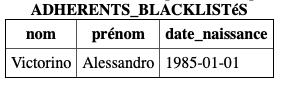 ADHERENTS_BLACKLISTéS
nom prénom date_naissance
Victorino Alessandro 1985-01-01